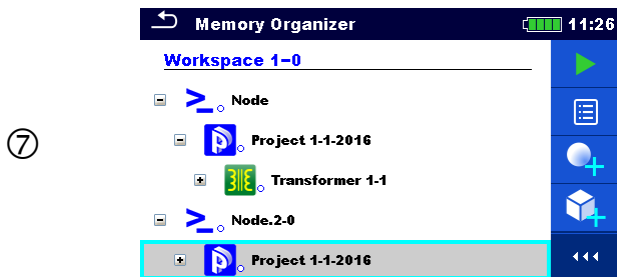 Memory Organizer 11:26
Workspace 1-0
Node
⑦
Project 1-1-2016
Transformer 1-1
Node.2-0
Project 1-1-2016